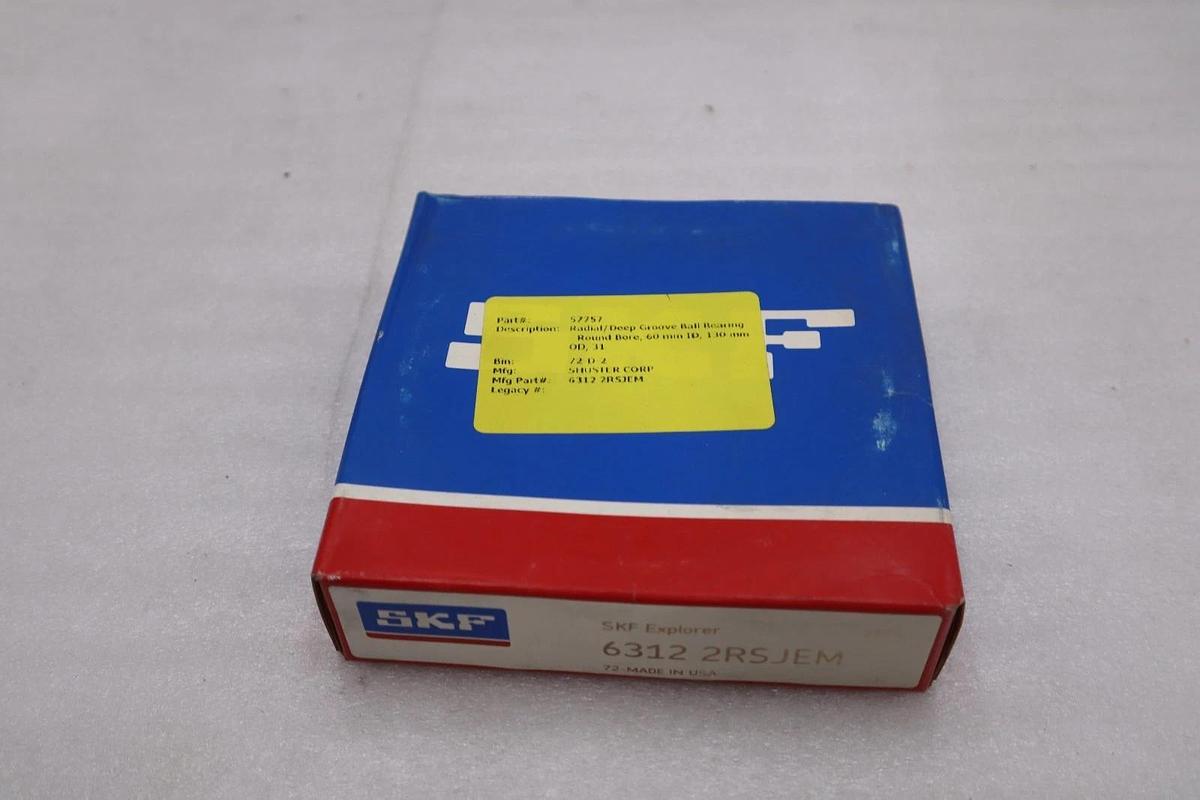 Part#: 57757
Description: Radial/Deep Groove Ball Bearing
Round Bore, 60 mm ID, 130 mm
OD, 31
Bin: 72-D-2
Mfg: SHUSTER CORP
Mfg Part#: 6312 2RSJEM
Legacy #:
SKF
SKF Explorer
6312 2RSJEM
72-MADE IN USA